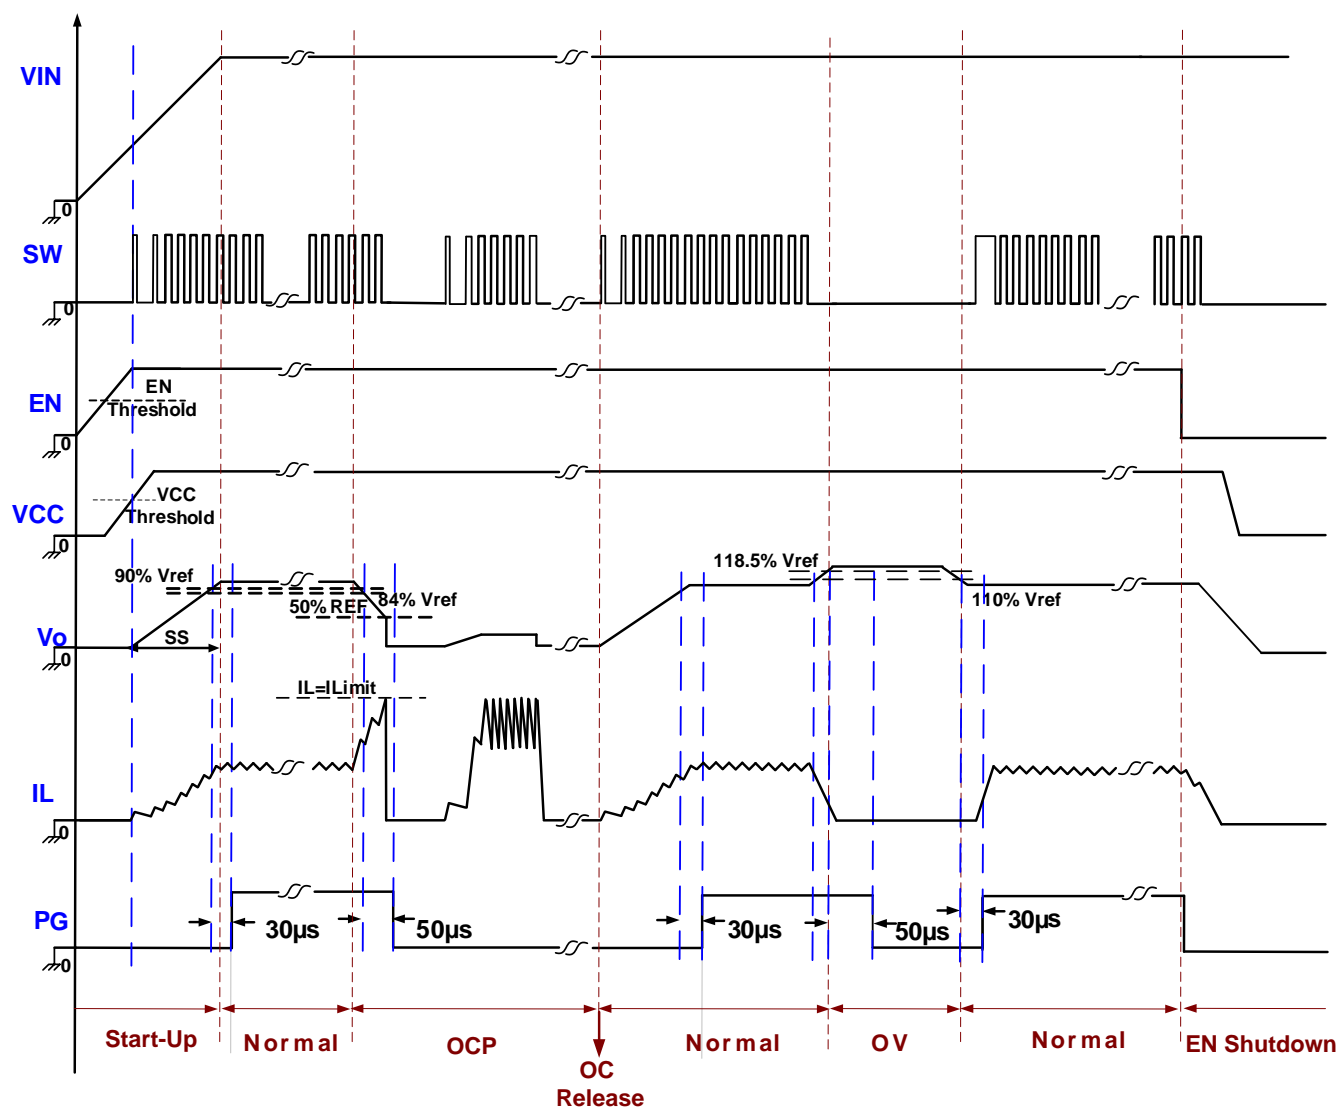 VIN
0
SW
0
EN
Threshold
EN
0
VCC
Threshold
VCC
0
118.5% Vref
90% Vref
50% REF
84% Vref
110% Vref
Vo
SS
0
IL=ILimit
IL
0
PG
30µs
50µs
30µs
50µs
30µs
0
Start-Up
Normal
OCP
Normal
OV
Normal
EN Shutdown
OC
Release